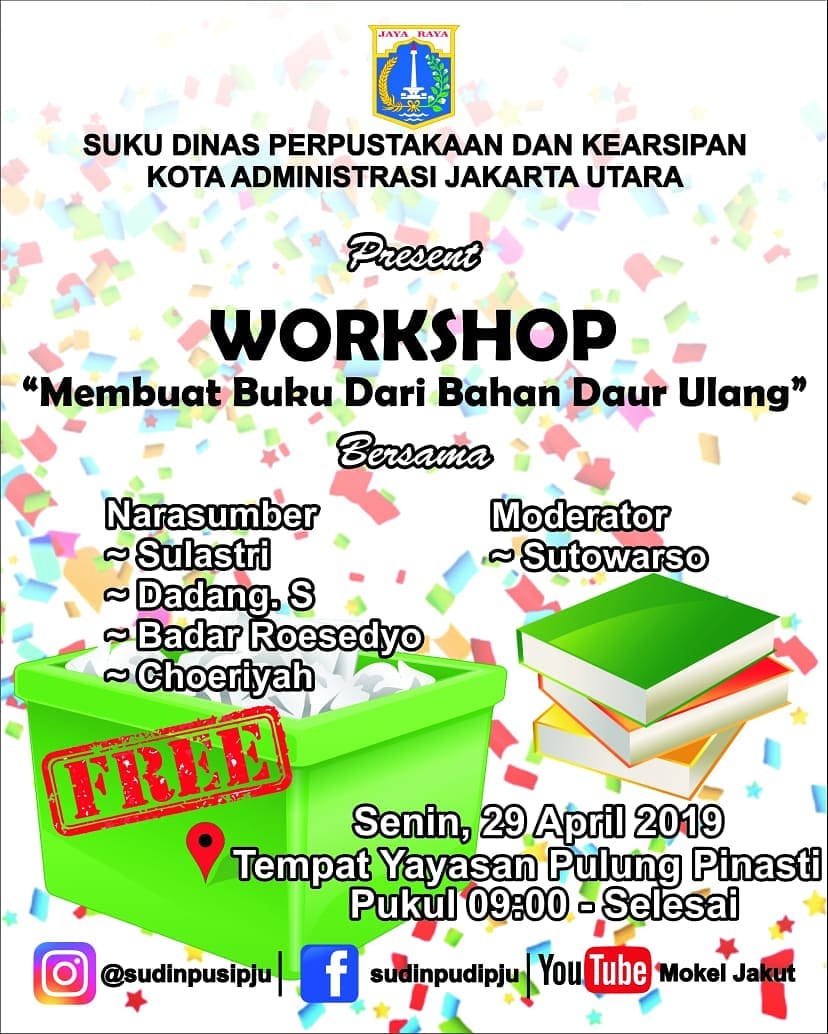 JAYA RAYA
SUKU DINAS PERPUSTAKAAN DAN KEARSIPAN
KOTA ADMINISTRASI JAKARTA UTARA
Present
WORKSHOP
“Membuat Buku Dari Bahan Daur Ulang”
Bersama
Narasumber
~ Sulastri
~ Dadang. S
~ Badar Roesedyo
~ Choeriyah
Moderator
~ Sutowarso
FREE
Senin, 29 April 2019
Tempat Yayasan Pulung Pinasti
Pukul 09:00 - Selesai
@sudinpusipju | f sudinpudipju | YouTube Mokel Jakut